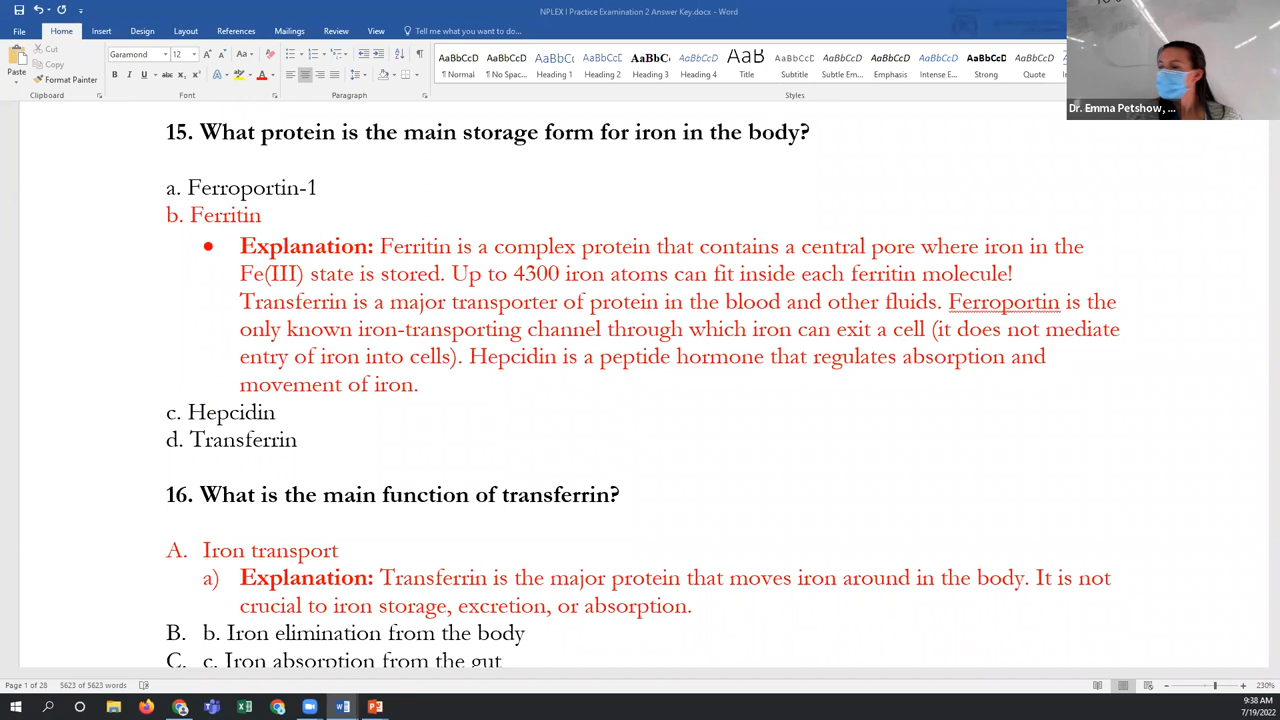 NPLEX I Practice Examination 2 Answer Key.docx - Word
File Home Insert Design Layout References Mailings Review View Tell me what you want to do...
Paste
Cut
Copy
Format Painter
Garamond 12
AaBbCcD AaBbCcD AaBbC( AaBbCcC AaBbC AaBbCcD AaB AaBbCcD AaBbCcD AaBbCcD AaBbCcD AaBbCcD AaBbCcD
¶ Normal ¶ No Spac... Heading 1 Heading 2 Heading 3 Heading 4 Title Subtitle Subtle Em... Emphasis Intense E... Strong Quote
Clipboard Font Paragraph Styles
Dr. Emma Petshow, ...
15. What protein is the main storage form for iron in the body?
a. Ferroportin-1
b. Ferritin
• Explanation: Ferritin is a complex protein that contains a central pore where iron in the
Fe(III) state is stored. Up to 4300 iron atoms can fit inside each ferritin molecule!
Transferrin is a major transporter of protein in the blood and other fluids. Ferroportin is the
only known iron-transporting channel through which iron can exit a cell (it does not mediate
entry of iron into cells). Hepcidin is a peptide hormone that regulates absorption and
movement of iron.
c. Hepcidin
d. Transferrin
16. What is the main function of transferrin?
A. Iron transport
a) Explanation: Transferrin is the major protein that moves iron around in the body. It is not
crucial to iron storage, excretion, or absorption.
B. b. Iron elimination from the body
C. c. Iron absorption from the gut
Page 1 of 28 5623 of 5623 words 230%
9:38 AM
7/19/2022